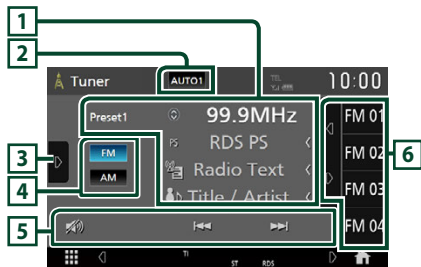 1
2
Tuner
AUTO1
TEL
10:00
Preset1
99.9MHz
FM 01
PS
RDS PS
FM 02
6
3
FM
Radio Text
4
AM
Title / Artist
FM 03
5
FM 04
TI
ST
RDS